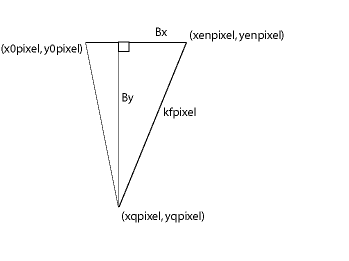 Bx
(x0pixel, y0pixel)
(xenpixel, yenpixel)
By
kfpixel
(xqpixel, yqpixel)